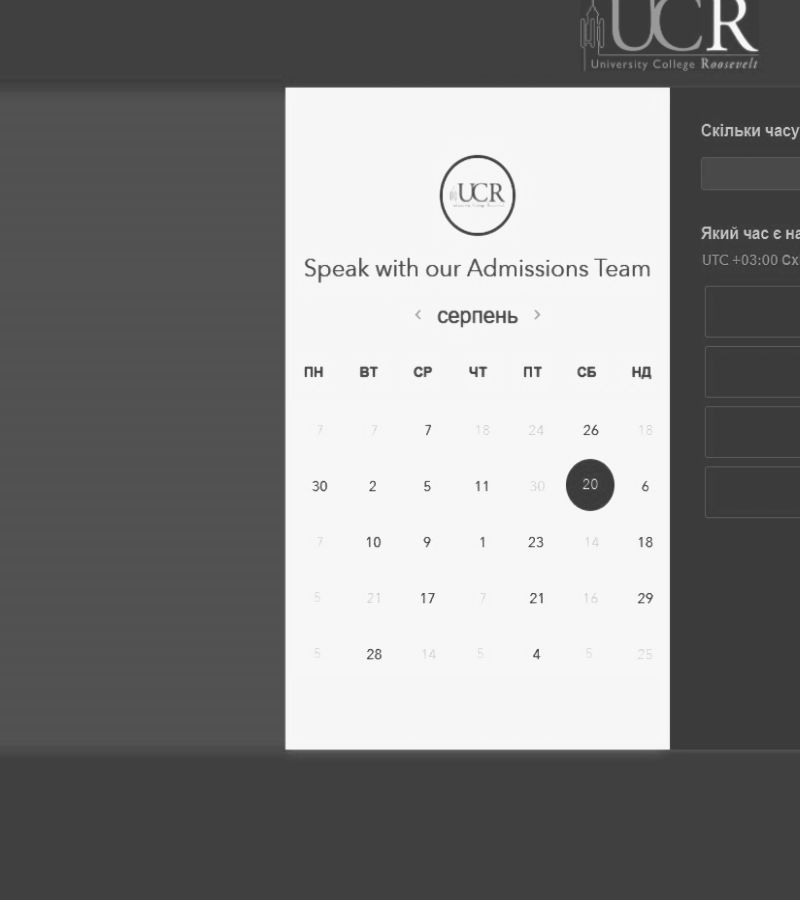 UCR
University College Roosevelt
UCR
Speak with our Admissions Team
серпень
ПН ВТ СР ЧТ ПТ СБ НД
7 7 7 18 24 26 18
30 2 5 11 30 20 6
7 10 9 1 23 14 18
5 21 17 7 21 16 29
5 28 14 5 4 5 25
Скільки часу
Який час є на
UTC +03:00 Сх